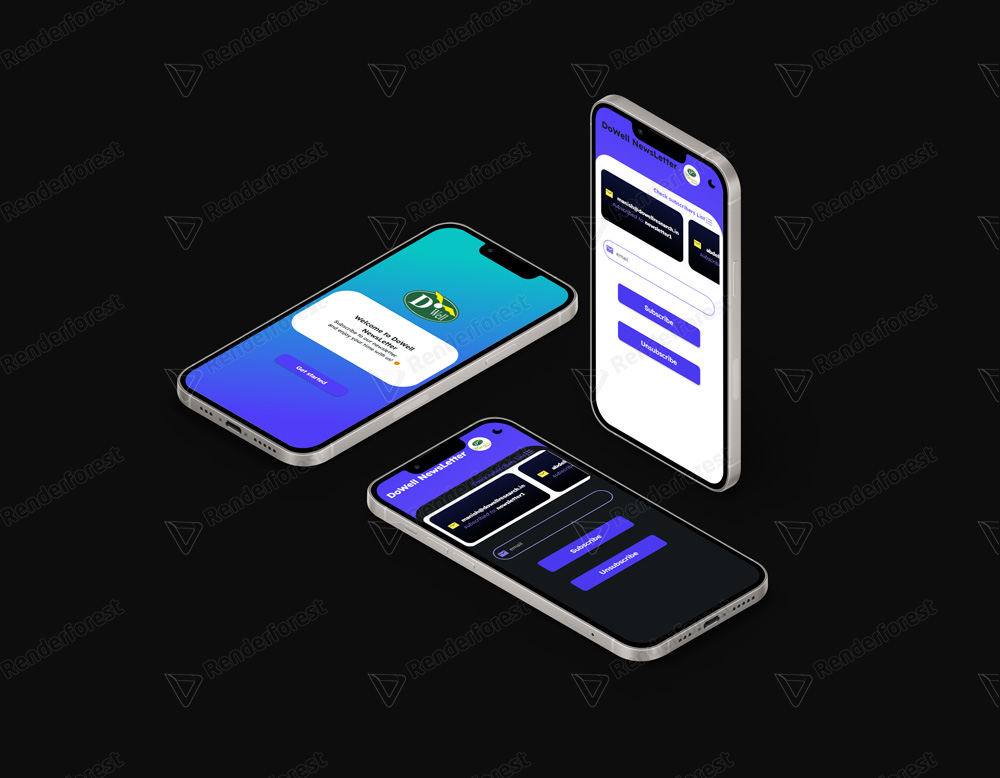 Renderforest
D
Well
Welcome to DoWell
NewsLetter
Subscribe to our newsletter
and enjoy your time with us!
Get started
DoWell NewsLetter
Check subscribers List
manish@dowellresearch.in
subscribed to newsletter1
email
Subscribe
Unsubscribe
DoWell NewsLetter
manish@dowellresearch.in
subscribed to newsletter1
email
Subscribe
Unsubscribe